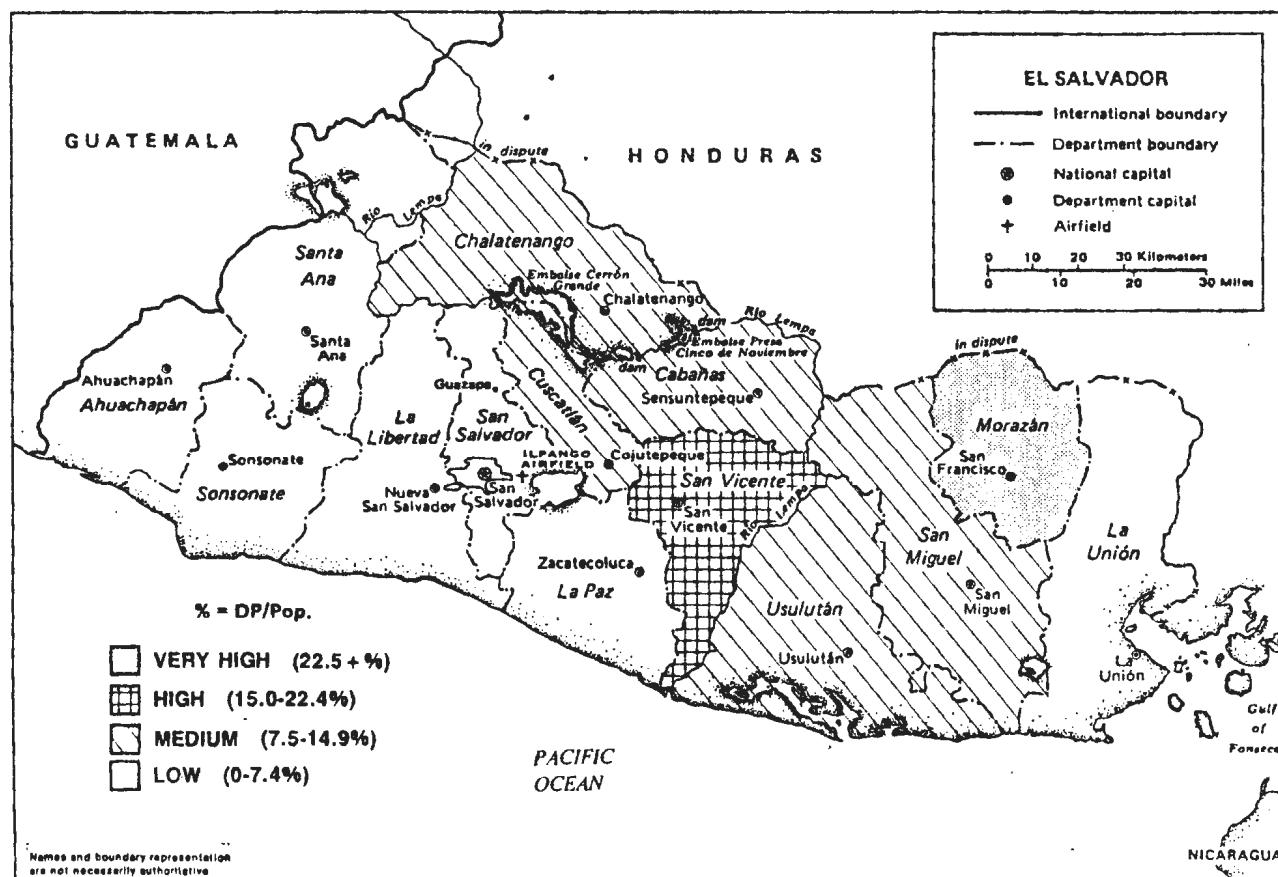 EL SALVADOR
International boundary
Department boundary
National capital
Department capital
Airfield
0 10 20 30 Kilometers
0 10 20 30 Miles
GUATEMALA
HONDURAS
in dispute
Río Lempa
Chalatenango
Santa
Ana
Embalse Cerrón
Grande
Chalatenango
dam
Río Lempa
Embalse Presa
Cinco de Noviembre
Santa
Ana
dam
in dispute
Ahuachapán
Ahuachapán
Guazapa
Cuscatlán
Cabañas
Sensuntepeque
La
Libertad
San
Salvador
Morazán
San
Francisco
Sonsonate
Sonsonate
ILPANGO
AIRFIELD
Cojutepeque
San Vicente
Nueva
San Salvador
San
Salvador
San
Vicente
Río Lempa
San
Miguel
La
Unión
Zacatecoluca
La Paz
San
Miguel
Usulután
Usulután
La
Unión
% = DP/Pop.
VERY HIGH (22.5 + %)
HIGH (15.0-22.4%)
MEDIUM (7.5-14.9%)
LOW (0-7.4%)
PACIFIC
OCEAN
Gulf
of
Fonseca
NICARAGUA
Names and boundary representation
are not necessarily authoritative